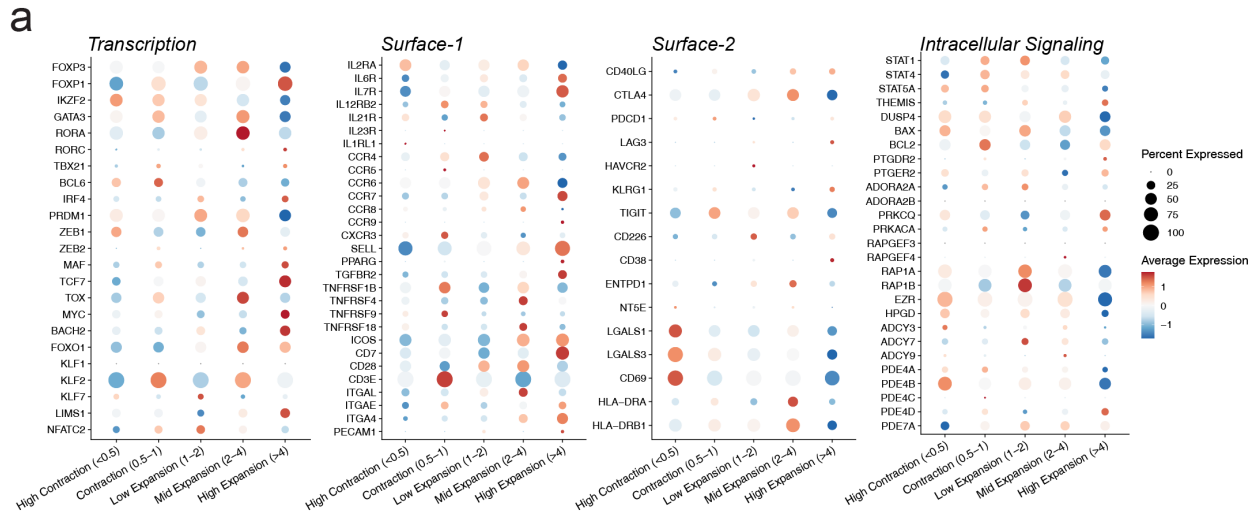 a
Transcription
FOXP3
FOXP1
IKZF2
GATA3
RORA
RORC
TBX21
BCL6
IRF4
PRDM1
ZEB1
ZEB2
MAF
TCF7
TOX
MYC
BACH2
FOXO1
KLF1
KLF2
KLF7
LIMS1
NFATC2
High Contraction (<0.5)
Contraction (0.5−1)
Low Expansion (1−2)
Mid Expansion (2−4)
High Expansion (>4)
Surface-1
IL2RA
IL6R
IL7R
IL12RB2
IL21R
IL23R
IL1RL1
CCR4
CCR5
CCR6
CCR7
CCR8
CCR9
CXCR3
SELL
PPARG
TGFBR2
TNFRSF1B
TNFRSF4
TNFRSF9
TNFRSF18
ICOS
CD7
CD28
CD3E
ITGAL
ITGAE
ITGA4
PECAM1
High Contraction (<0.5)
Contraction (0.5−1)
Low Expansion (1−2)
Mid Expansion (2−4)
High Expansion (>4)
Surface-2
CD40LG
CTLA4
PDCD1
LAG3
HAVCR2
KLRG1
TIGIT
CD226
CD38
ENTPD1
NT5E
LGALS1
LGALS3
CD69
HLA−DRA
HLA−DRB1
High Contraction (<0.5)
Contraction (0.5−1)
Low Expansion (1−2)
Mid Expansion (2−4)
High Expansion (>4)
Intracellular Signaling
STAT1
STAT4
STAT5A
THEMIS
DUSP4
BAX
BCL2
PTGDR2
PTGER2
ADORA2A
ADORA2B
PRKCQ
PRKACA
RAPGEF3
RAPGEF4
RAP1A
RAP1B
EZR
HPGD
ADCY3
ADCY7
ADCY9
PDE4A
PDE4B
PDE4C
PDE4D
PDE7A
High Contraction (<0.5)
Contraction (0.5−1)
Low Expansion (1−2)
Mid Expansion (2−4)
High Expansion (>4)
Percent Expressed
0
25
50
75
100
Average Expression
1
0
−1